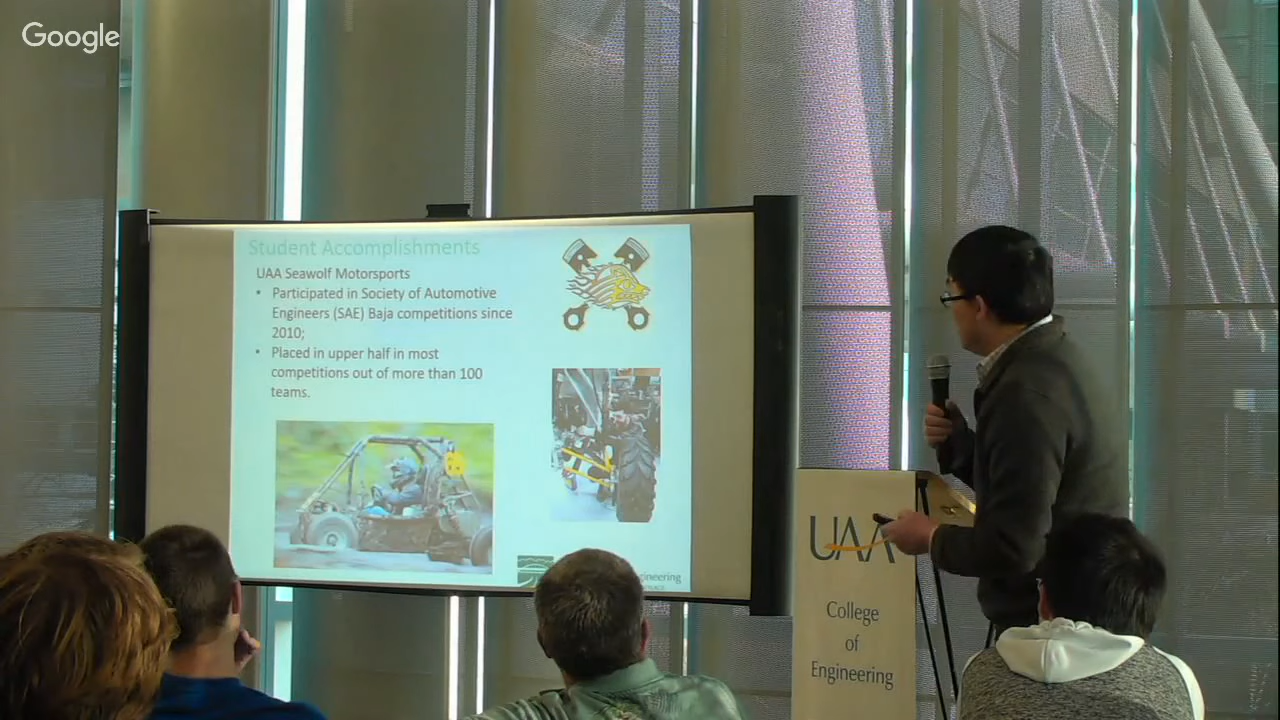 Google
Student Accomplishments
UAA Seawolf Motorsports
• Participated in Society of Automotive
Engineers (SAE) Baja competitions since
2010;
• Placed in upper half in most
competitions out of more than 100
teams.
UAA
College
of
Engineering